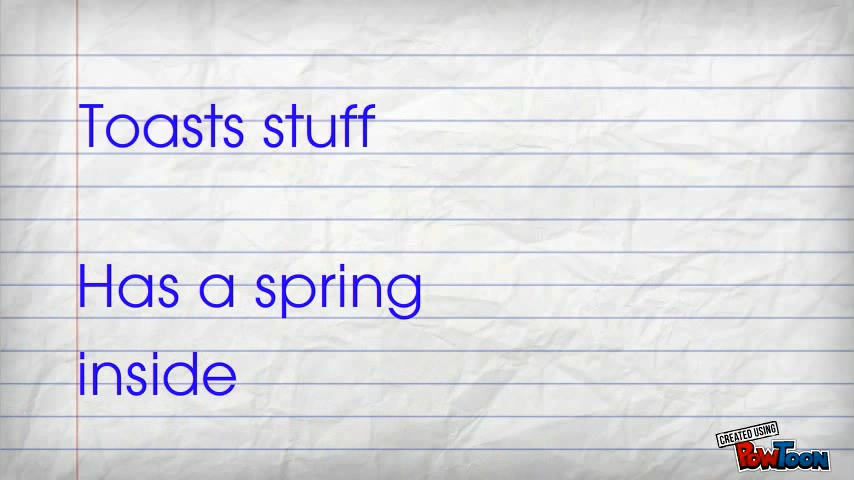 Toasts stuff
Has a spring
inside
CREATED USING
POWTOON